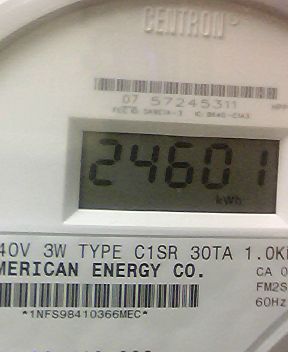 CENTRON®
07 57245311
24601
kWh
40V 3W TYPE C1SR 30TA 1.0K
MERICAN ENERGY CO.
CA 0
FM2S
60Hz
*1NFS98410366MEC*